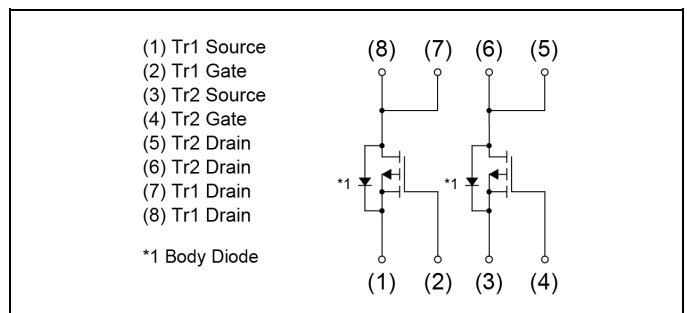 (1) Tr1 Source
(2) Tr1 Gate
(3) Tr2 Source
(4) Tr2 Gate
(5) Tr2 Drain
(6) Tr2 Drain
(7) Tr1 Drain
(8) Tr1 Drain
*1 Body Diode
(8) (7) (6) (5)
*1 *1
(1) (2) (3) (4)